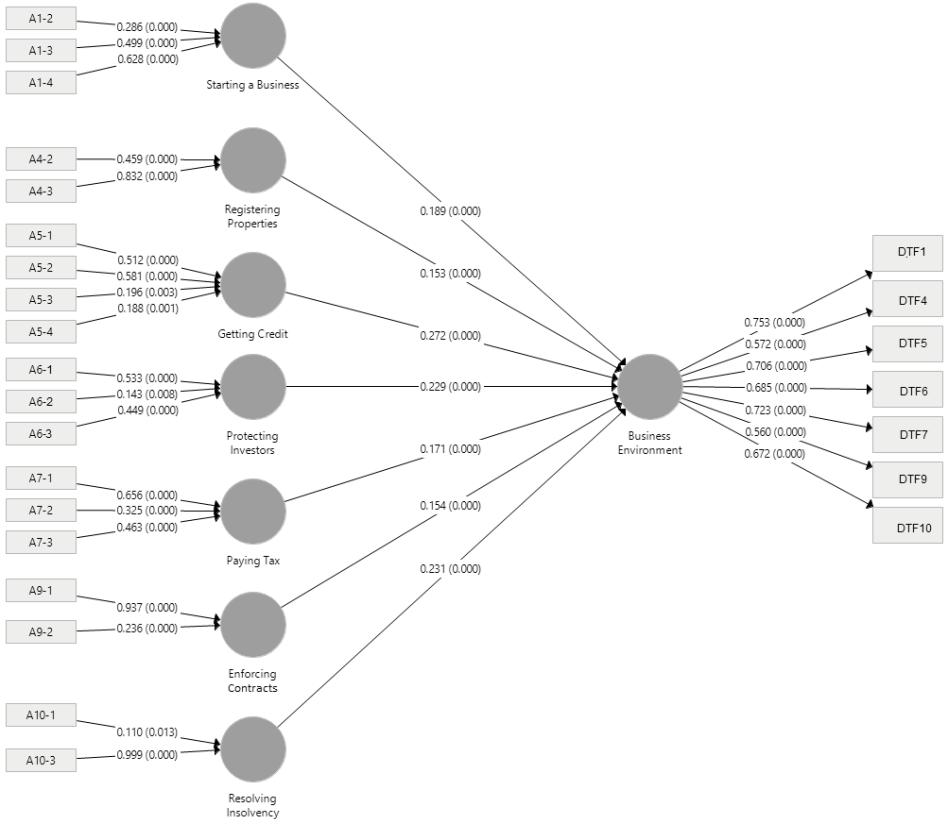 A1-2
0.286 (0.000)
A1-3
0.499 (0.000)
A1-4
0.628 (0.000)
Starting a Business
A4-2
0.459 (0.000)
A4-3
0.832 (0.000)
Registering
Properties
A5-1
0.512 (0.000)
A5-2
0.581 (0.000)
A5-3
0.196 (0.003)
A5-4
0.188 (0.001)
Getting Credit
A6-1
0.533 (0.000)
A6-2
0.143 (0.008)
A6-3
0.449 (0.000)
Protecting
Investors
A7-1
0.656 (0.000)
A7-2
0.325 (0.000)
A7-3
0.463 (0.000)
Paying Tax
A9-1
0.937 (0.000)
A9-2
0.236 (0.000)
Enforcing
Contracts
A10-1
0.110 (0.013)
A10-3
0.999 (0.000)
Resolving
Insolvency
0.189 (0.000)
0.153 (0.000)
0.272 (0.000)
0.229 (0.000)
0.171 (0.000)
0.154 (0.000)
0.231 (0.000)
Business
Environment
0.753 (0.000)
0.572 (0.000)
0.706 (0.000)
0.685 (0.000)
0.723 (0.000)
0.560 (0.000)
0.672 (0.000)
DTF1
DTF4
DTF5
DTF6
DTF7
DTF9
DTF10